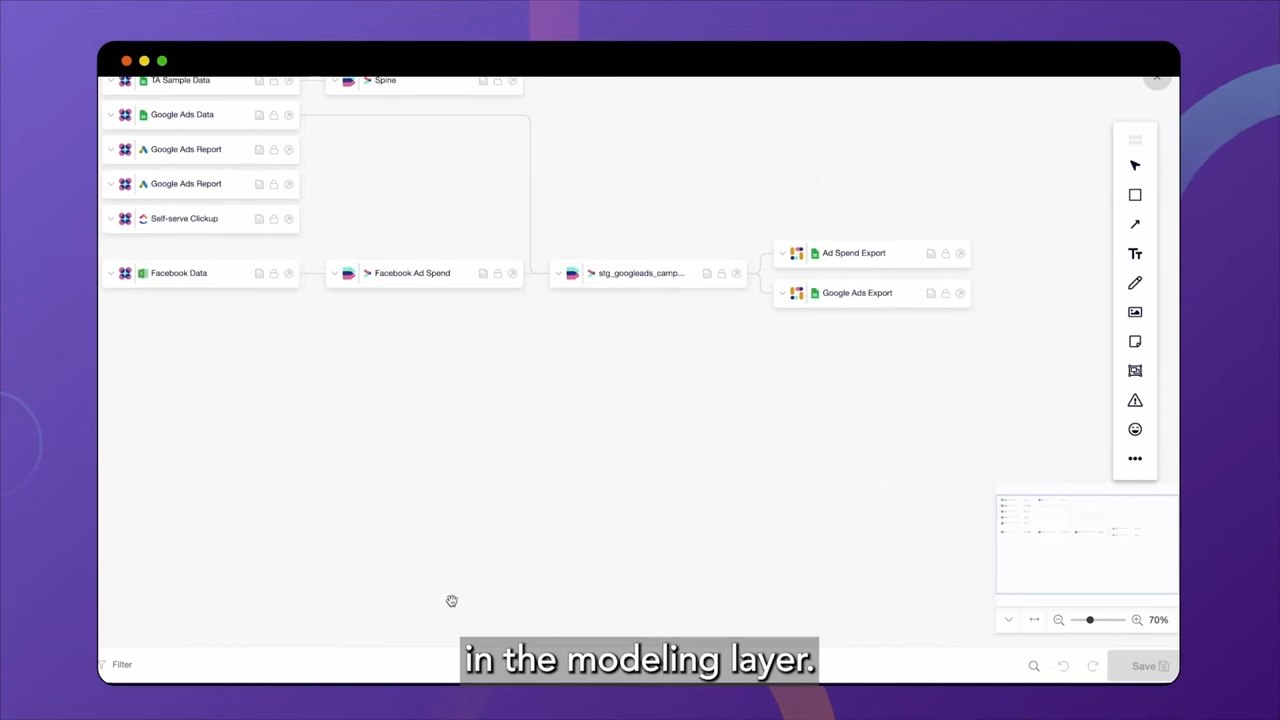 TA Sample Data
Spine
Google Ads Data
Google Ads Report
Google Ads Report
Self-serve Clickup
Facebook Data
Facebook Ad Spend
stg_googleads_camp...
Ad Spend Export
Google Ads Export
Tт
70%
Filter
Save
in the modeling layer.